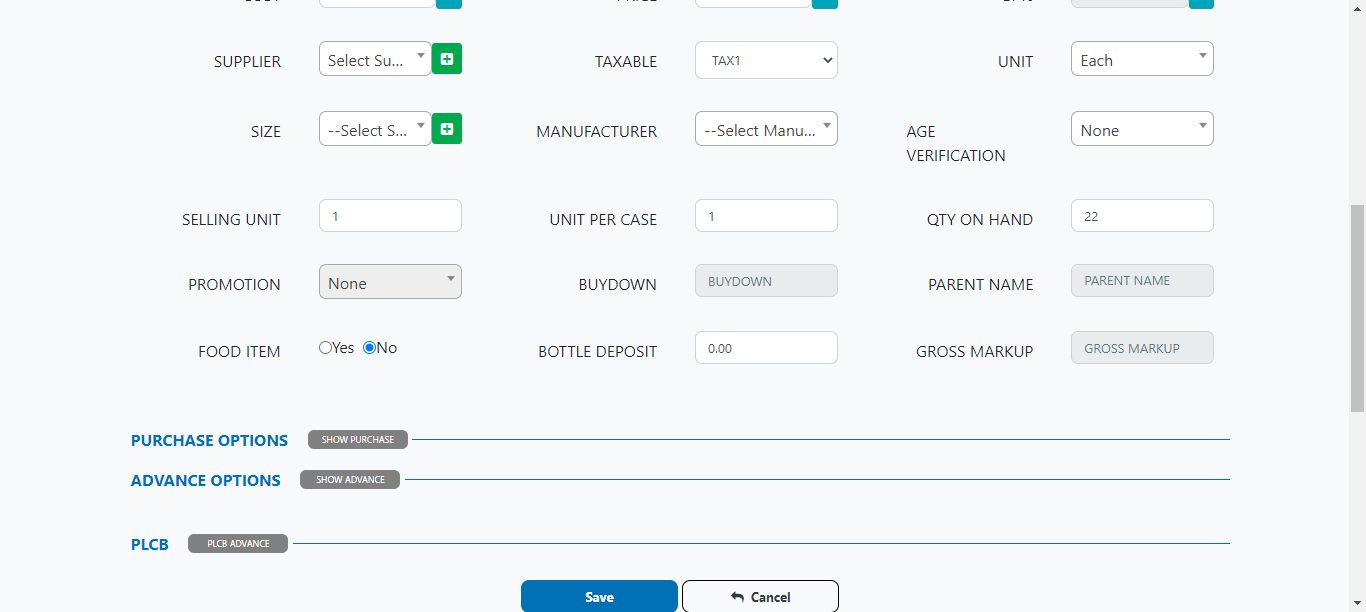 SUPPLIER Select Su... TAXABLE TAX1 UNIT Each
SIZE --Select S... MANUFACTURER --Select Manu... AGE VERIFICATION None
SELLING UNIT 1 UNIT PER CASE 1 QTY ON HAND 22
PROMOTION None BUYDOWN BUYDOWN PARENT NAME PARENT NAME
FOOD ITEM Yes No BOTTLE DEPOSIT 0.00 GROSS MARKUP GROSS MARKUP
PURCHASE OPTIONS SHOW PURCHASE
ADVANCE OPTIONS SHOW ADVANCE
PLCB PLCB ADVANCE
Save Cancel